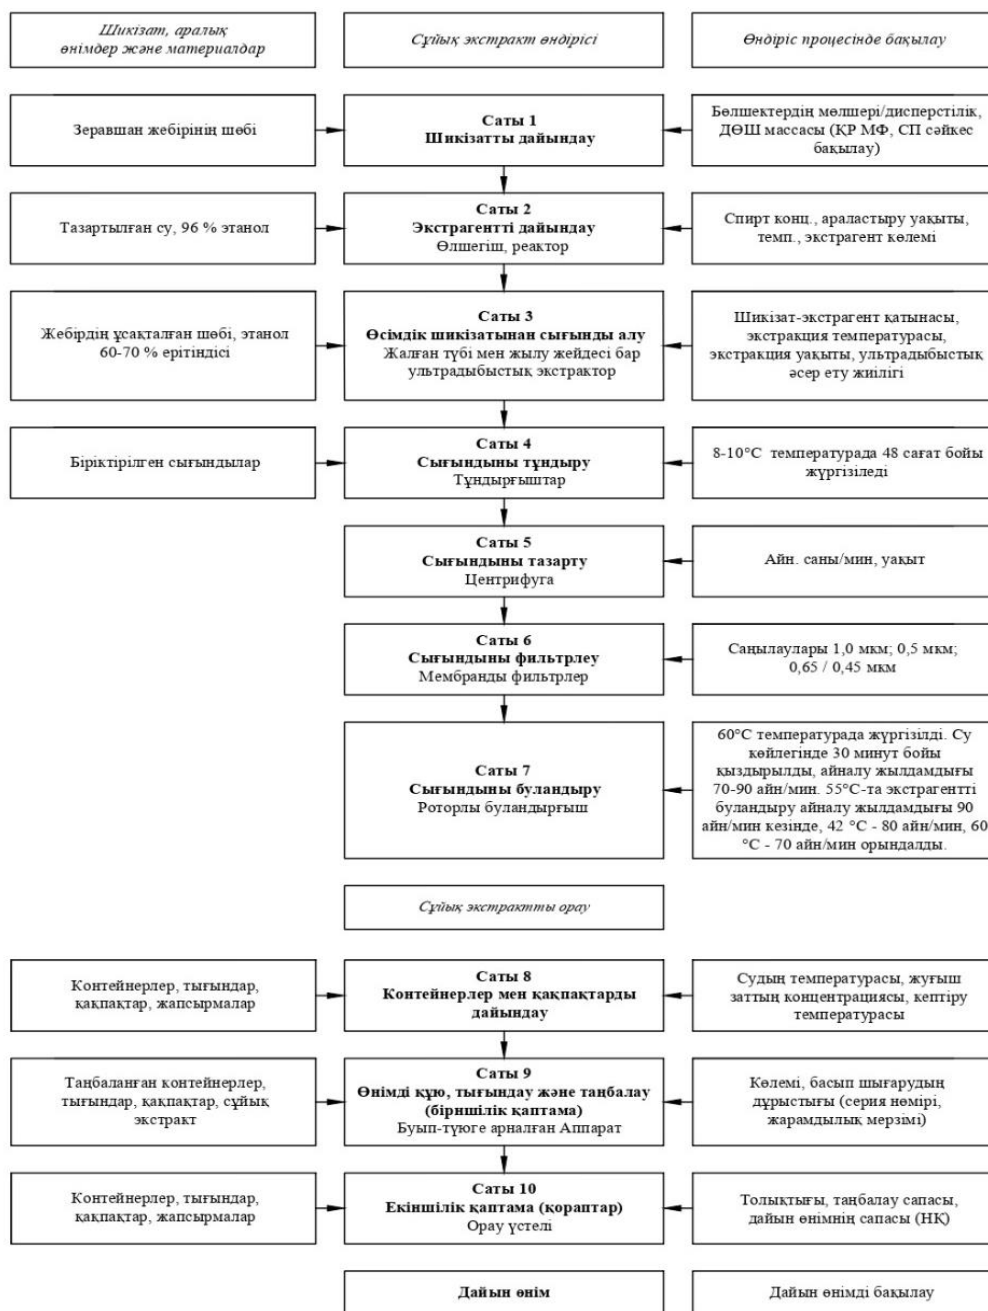 Шикізат, аралық
өнімдер және материалдар
Сұйық экстракт өндірісі
Өндіріс процесінде бақылау
Зеравшан жебірінің шөбі
Саты 1
Шикізатты дайындау
Бөлшектердің мөлшері/дисперстілік,
ДӨШ массасы (ҚР МФ, СП сәйкес
бақылау)
Тазартылған су, 96 % этанол
Саты 2
Экстрагентті дайындау
Өлшегіш, реактор
Спирт конц., араластыру уақыты,
темп., экстрагент көлемі
Жебірдің ұсақталған шөбі, этанол
60-70 % ерітіндісі
Саты 3
Өсімдік шикізатынан сығынды алу
Жалған түбі мен жылу жейдесі бар
ультрадыбыстық экстрактор
Шикізат-экстрагент қатынасы,
экстракция температурасы,
экстракция уақыты, ультрадыбыстық
әсер ету жиілігі
Біріктірілген сығындылар
Саты 4
Сығындыны тұндыру
Тұндырғыштар
8-10°C температурада 48 сағат бойы
жүргізіледі
Саты 5
Сығындыны тазарту
Центрифуга
Айн. саны/мин, уақыт
Саты 6
Сығындыны фильтрлеу
Мембранды фильтрлер
Саңылаулары 1,0 мкм; 0,5 мкм;
0,65 / 0,45 мкм
Саты 7
Сығындыны буландыру
Роторлы буландырғыш
60°C температурада жүргізілді. Су
көйлегінде 30 минут бойы
қыздырылды, айналу жылдамдығы
70-90 айн/мин. 55°C-та экстрагентті
буландыру айналу жылдамдығы 90
айн/мин кезінде, 42 °C - 80 айн/мин, 60
°C - 70 айн/мин орындалды.
Сұйық экстрактты орау
Контейнерлер, тығындар,
қақпақтар, жапсырмалар
Саты 8
Контейнерлер мен қақпақтарды
дайындау
Судың температурасы, жуғыш
заттың концентрациясы, кептіру
температурасы
Таңбаланған контейнерлер,
тығындар, қақпақтар, сұйық
экстракт
Саты 9
Өнімді құю, тығындау және таңбалау
(бірншілік қаптама)
Буып-түюге арналған Аппарат
Көлемі, басып шығарудың
дұрыстығы (серия нөмірі,
жарамдылық мерзімі)
Контейнерлер, тығындар,
қақпақтар, жапсырмалар
Саты 10
Екіншілік қаптама (қораптар)
Орау үстелі
Толықтығы, таңбалау сапасы,
дайын өнімнің сапасы (НҚ)
Дайын өнім
Дайын өнімді бақылау